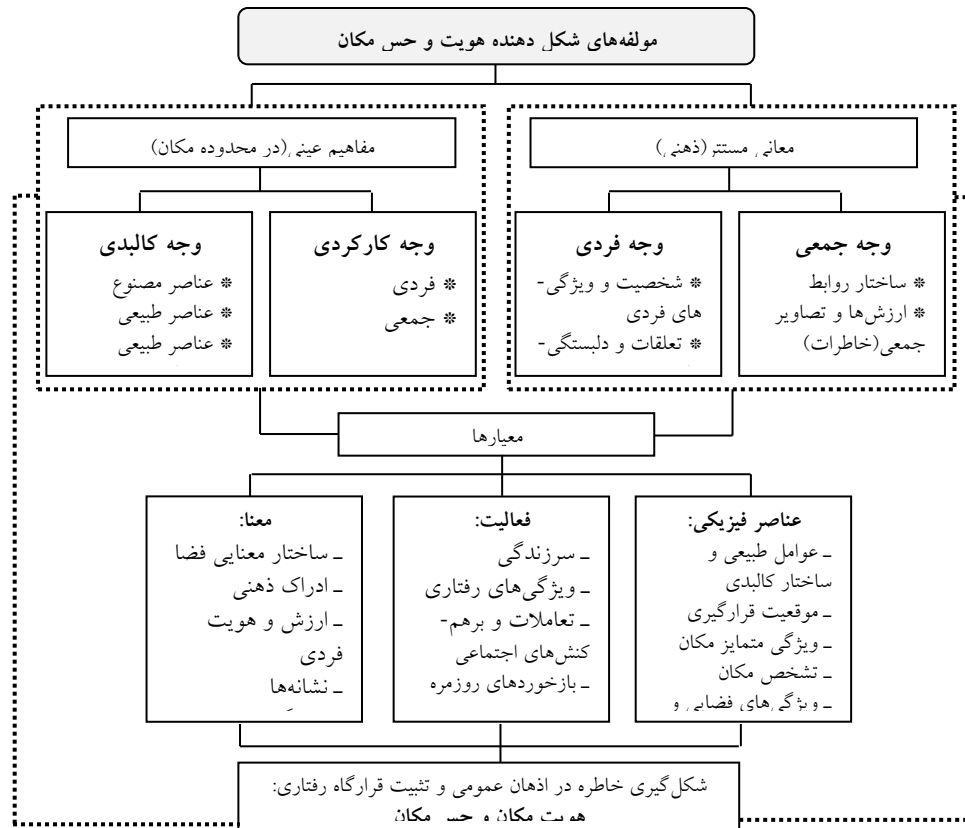 مولفه‌های شکل دهنده هویت و حس مکان
معانی مستتر(ذهنی)
مفاهیم عینی(در محدوده مکان)
وجه جمعی
* ساختار روابط
* ارزش‌ها و تصاویر
جمعی(خاطرات)
وجه فردی
* شخصیت و ویژگی-
های فردی
* تعلقات و دلبستگی-
وجه کارکردی
* فردی
* جمعی
وجه کالبدی
* عناصر مصنوع
* عناصر طبیعی
* عناصر طبیعی
معیارها
عناصر فیزیکی:
ـ عوامل طبیعی و
ساختار کالبدی
ـ موقعیت قرارگیری
ـ ویژگی متمایز مکان
ـ تشخص مکان
ـ ویژگی‌های فضایی و
فعالیت:
ـ سرزندگی
ـ ویژگی‌های رفتاری
ـ تعاملات و برهم-
کنش‌های اجتماعی
ـ بازخوردهای روزمره
معنا:
ـ ساختار معنایی فضا
ـ ادراک ذهنی
ـ ارزش و هویت
فردی
ـ نشانه‌ها
شکل‌گیری خاطره در اذهان عمومی و تثبیت قرارگاه رفتاری:
هویت مکان و حس مکان